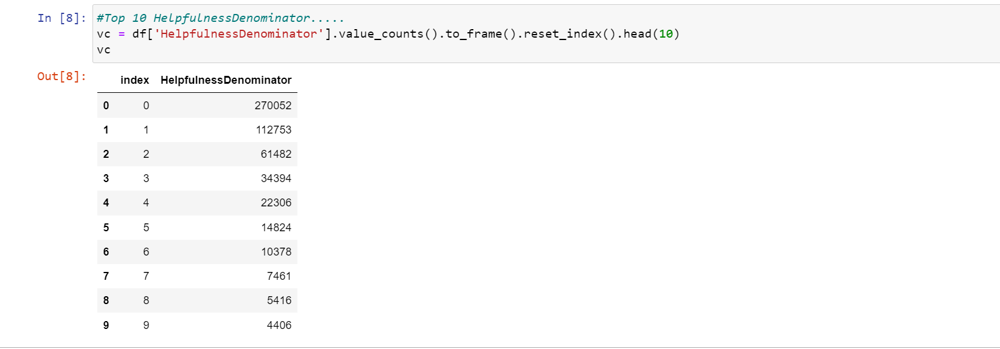 In [8]: #Top 10 HelpfulnessDenominator.....
vc = df['HelpfulnessDenominator'].value_counts().to_frame().reset_index().head(10)
vc
Out[8]:
index HelpfulnessDenominator
0 0 270052
1 1 112753
2 2 61482
3 3 34394
4 4 22306
5 5 14824
6 6 10378
7 7 7461
8 8 5416
9 9 4406